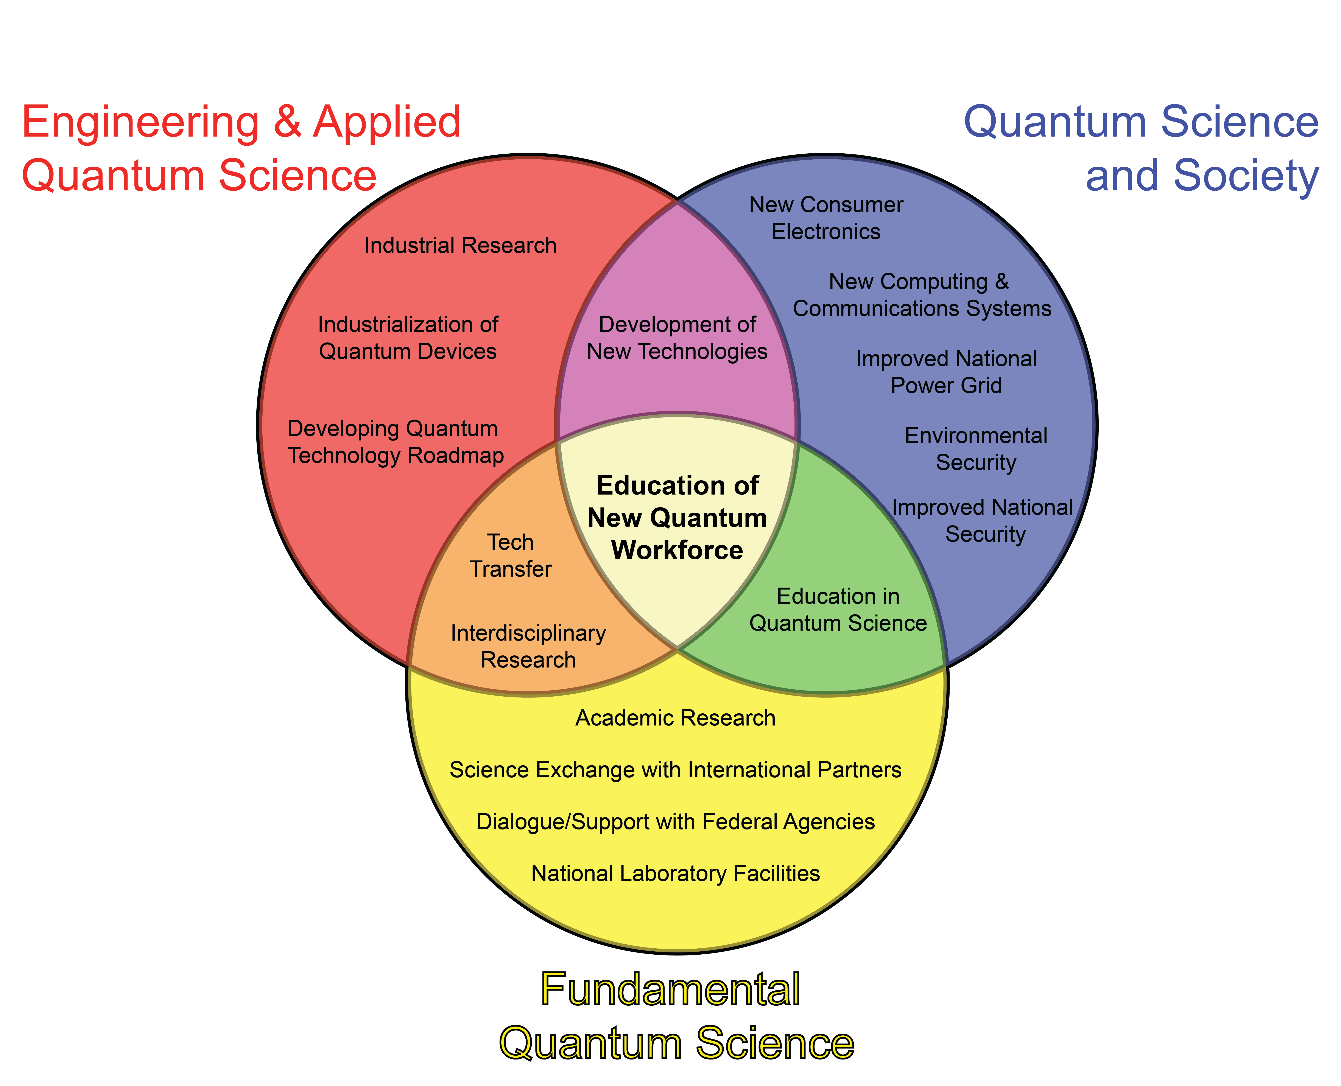 Engineering & Applied
Quantum Science
Quantum Science
and Society
Industrial Research
Industrialization of
Quantum Devices
Developing Quantum
Technology Roadmap
Development of
New Technologies
New Consumer
Electronics
New Computing &
Communications Systems
Improved National
Power Grid
Environmental
Security
Improved National
Security
Education of
New Quantum
Workforce
Tech
Transfer
Interdisciplinary
Research
Education in
Quantum Science
Academic Research
Science Exchange with International Partners
Dialogue/Support with Federal Agencies
National Laboratory Facilities
Fundamental
Quantum Science